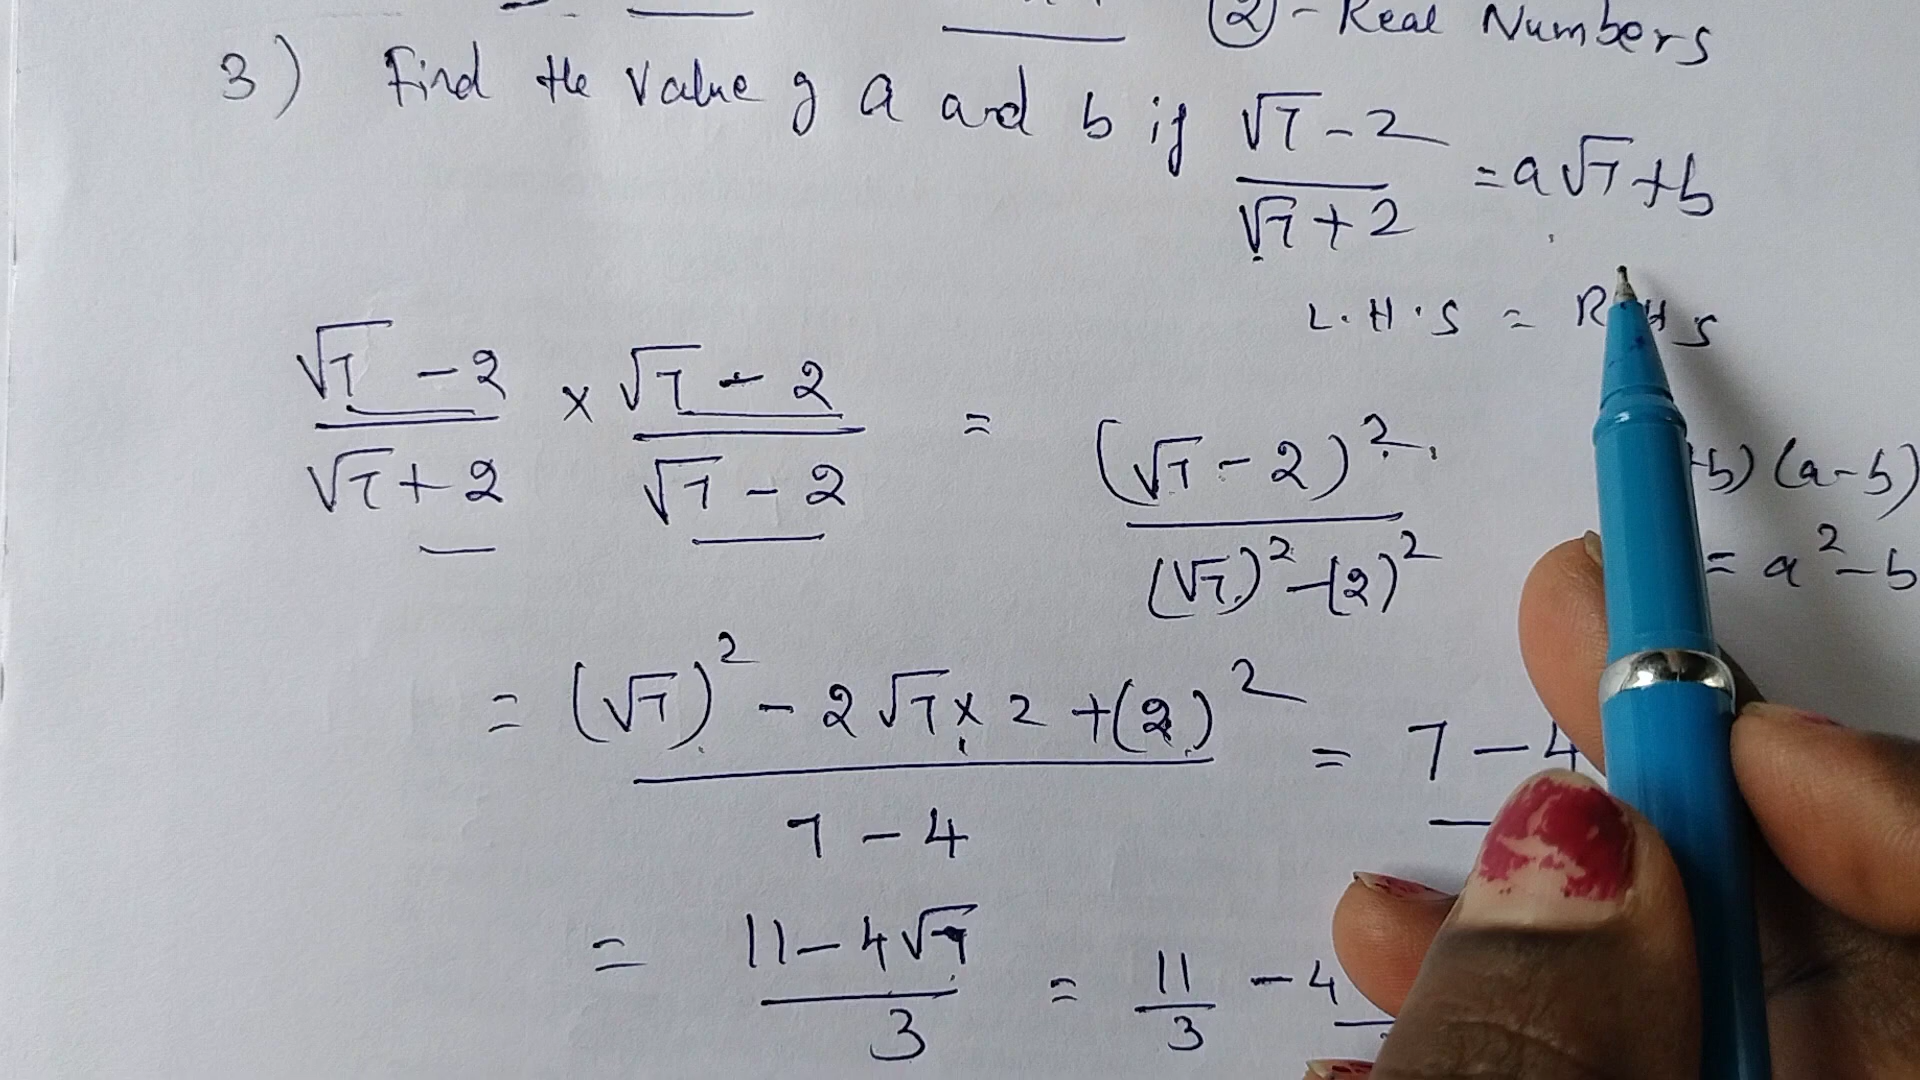 ② - Real Numbers
3) Find the value of a and b if (√7 - 2)/(√7 + 2) = a√7 + b
L.H.S = R.H.S
(√7 - 2)/(√7 + 2) × (√7 - 2)/(√7 - 2) = (√7 - 2)²/((√7)² - (2)²)
b) (a - b)
= a² - b
= ((√7)² - 2√7 × 2 + (2)²)/(7 - 4) = 7 - 4
= (11 - 4√7)/3 = 11/3 - 4